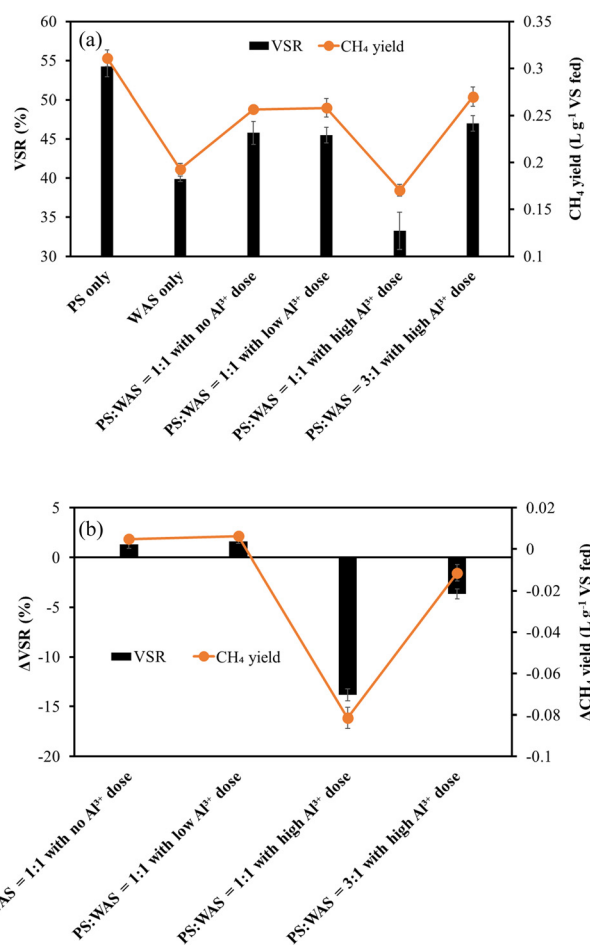 (a)
VSR
CH₄ yield
60
55
50
45
40
35
30
VSR (%)
0.35
0.3
0.25
0.2
0.15
0.1
CH₄ yield (L g⁻¹ VS fed)
PS only
WAS only
PS:WAS = 1:1 with no Al³⁺ dose
PS:WAS = 1:1 with low Al³⁺ dose
PS:WAS = 1:1 with high Al³⁺ dose
PS:WAS = 3:1 with high Al³⁺ dose
(b)
VSR
CH₄ yield
5
0
-5
-10
-15
-20
ΔVSR (%)
0.02
0
-0.02
-0.04
-0.06
-0.08
-0.1
ΔCH₄ yield (L g⁻¹ VS fed)
WAS = 1:1 with no Al³⁺ dose
PS:WAS = 1:1 with low Al³⁺ dose
PS:WAS = 1:1 with high Al³⁺ dose
PS:WAS = 3:1 with high Al³⁺ dose